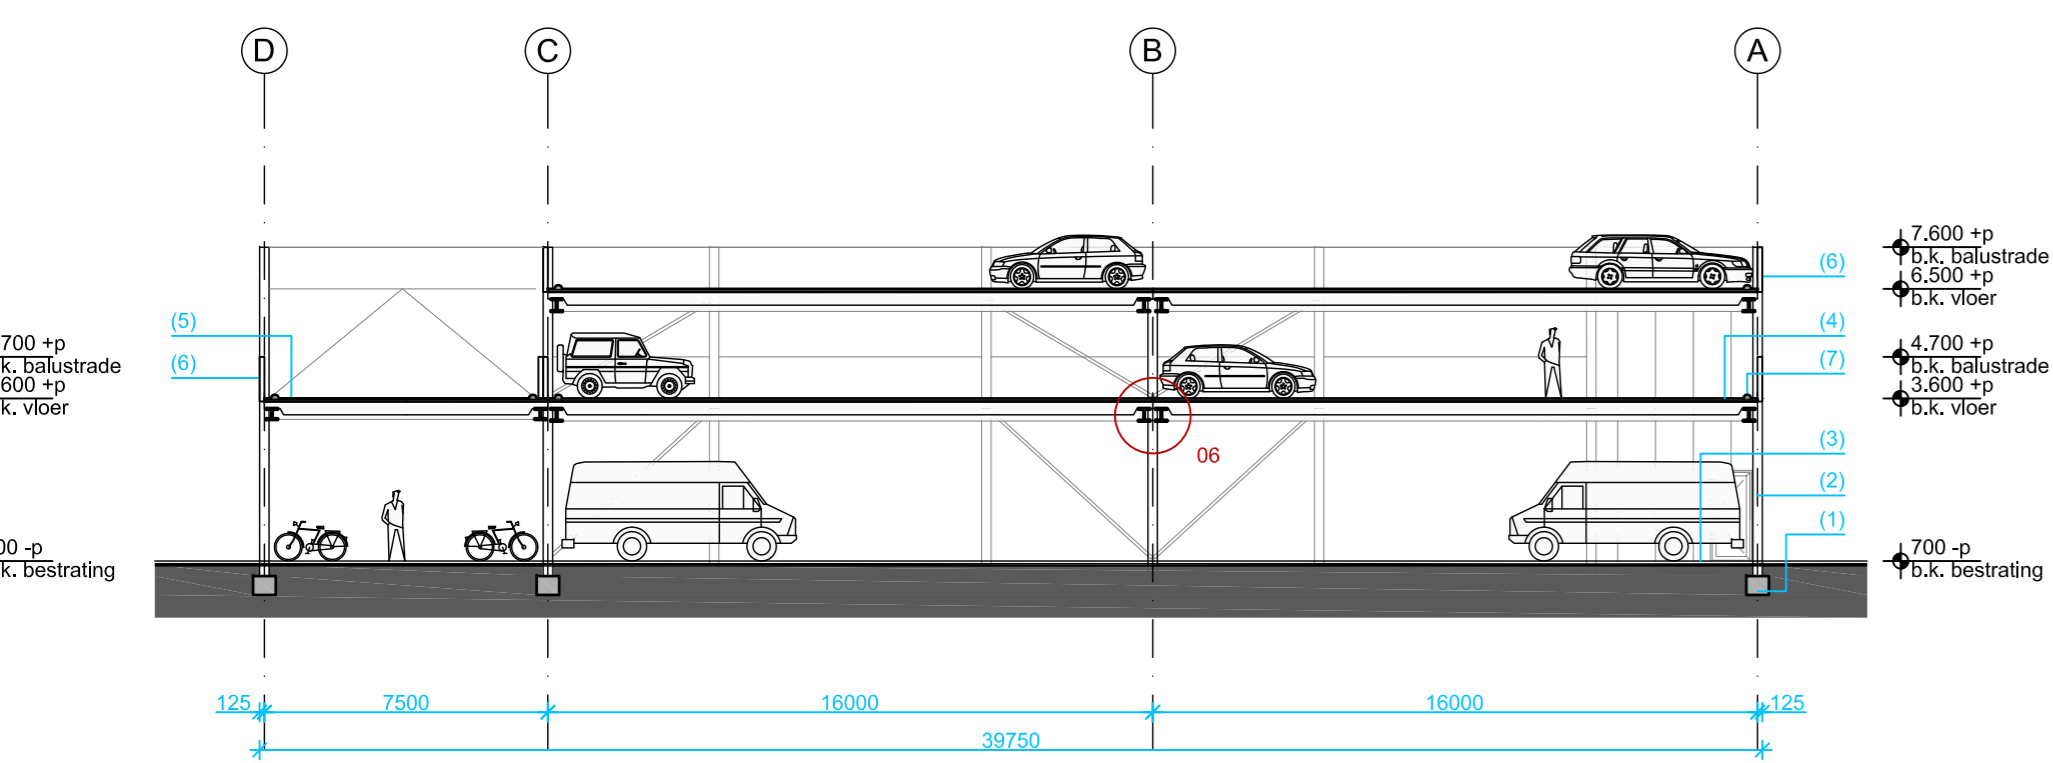 D C B A
7.600 +p
b.k. balustrade
(6)
6.500 +p
b.k. vloer
(5)
(4)
700 +p
k. balustrade
4.700 +p
b.k. balustrade
(6)
(7)
600 +p
k. vloer
3.600 +p
b.k. vloer
(3)
06
(2)
(1)
00 -p
k. bestrating
700 -p
b.k. bestrating
125 7500 16000 16000 125
39750